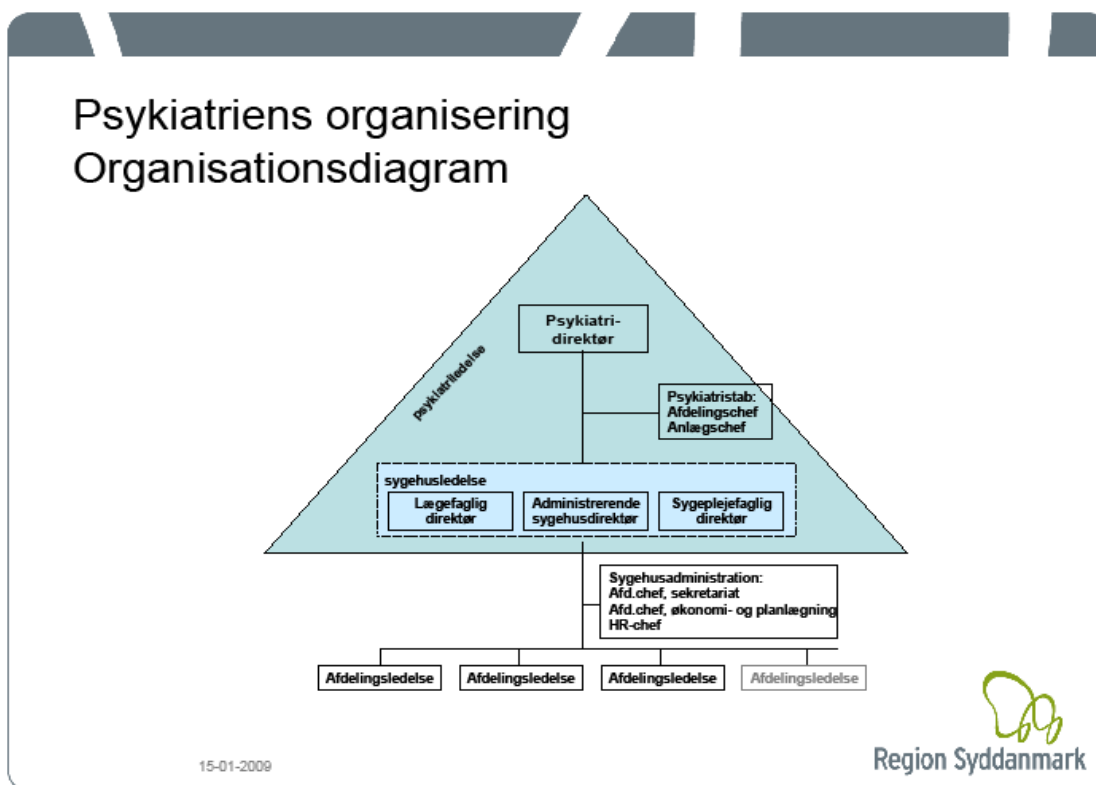 Psykiatriens organisering
Organisationsdiagram
Psykiatri-
direktør
psykiatriledelse
Psykiatristab:
Afdelingschef
Anlægschef
sygehusledelse
Lægefaglig
direktør
Administrerende
sygehusdirektør
Sygeplejefaglig
direktør
Sygehusadministration:
Afd.chef, sekretariat
Afd.chef, økonomi- og planlægning
HR-chef
Afdelingsledelse
Afdelingsledelse
Afdelingsledelse
Afdelingsledelse
15-01-2009
Region Syddanmark